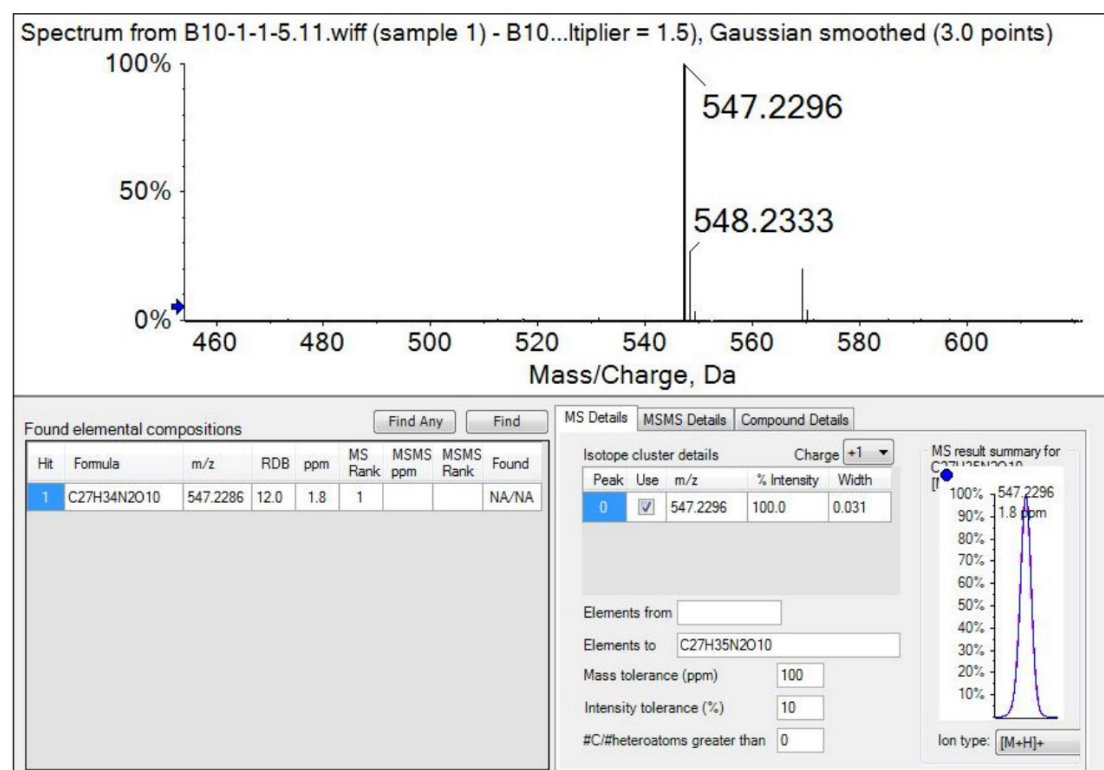 Spectrum from B10-1-1-5.11.wiff (sample 1) - B10...ltiplier = 1.5), Gaussian smoothed (3.0 points)
100%
547.2296
50%
548.2333
0%
460 480 500 520 540 560 580 600
Mass/Charge, Da
Found elemental compositions
Find Any
Find
Hit Formula m/z RDB ppm MS Rank MSMS ppm MSMS Rank Found
1 C27H34N2O10 547.2286 12.0 1.8 1 NA/NA
MS Details MSMS Details Compound Details
Isotope cluster details
Charge +1
Peak Use m/z % Intensity Width
0 547.2296 100.0 0.031
Elements from
Elements to C27H35N2O10
Mass tolerance (ppm) 100
Intensity tolerance (%) 10
#C/#heteroatoms greater than 0
MS result summary for
C27H35N2O10
100%
547.2296
90%
1.8 ppm
80%
70%
60%
50%
40%
30%
20%
10%
Ion type: [M+H]+